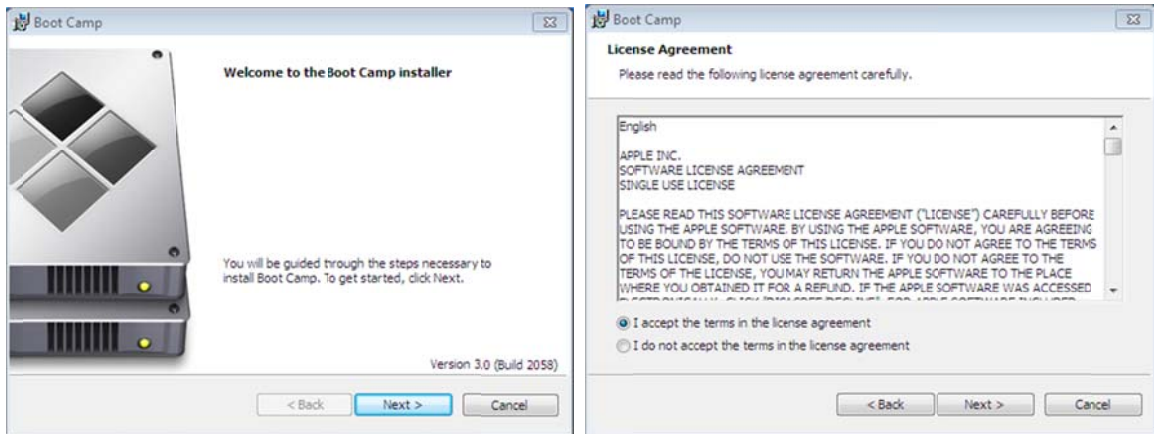 Boot Camp
Welcome to the Boot Camp installer
You will be guided through the steps necessary to
install Boot Camp. To get started, click Next.
Version 3.0 (Build 2058)
< Back
Next >
Cancel
Boot Camp
License Agreement
Please read the following license agreement carefully.
English
APPLE INC.
SOFTWARE LICENSE AGREEMENT
SINGLE USE LICENSE
PLEASE READ THIS SOFTWARE LICENSE AGREEMENT ("LICENSE") CAREFULLY BEFORE
USING THE APPLE SOFTWARE. BY USING THE APPLE SOFTWARE, YOU ARE AGREEING
TO BE BOUND BY THE TERMS OF THIS LICENSE. IF YOU DO NOT AGREE TO THE TERMS
OF THIS LICENSE, DO NOT USE THE SOFTWARE. IF YOU DO NOT AGREE TO THE
TERMS OF THE LICENSE, YOU MAY RETURN THE APPLE SOFTWARE TO THE PLACE
WHERE YOU OBTAINED IT FOR A REFUND. IF THE APPLE SOFTWARE WAS ACCESSED
I accept the terms in the license agreement
I do not accept the terms in the license agreement
< Back
Next >
Cancel